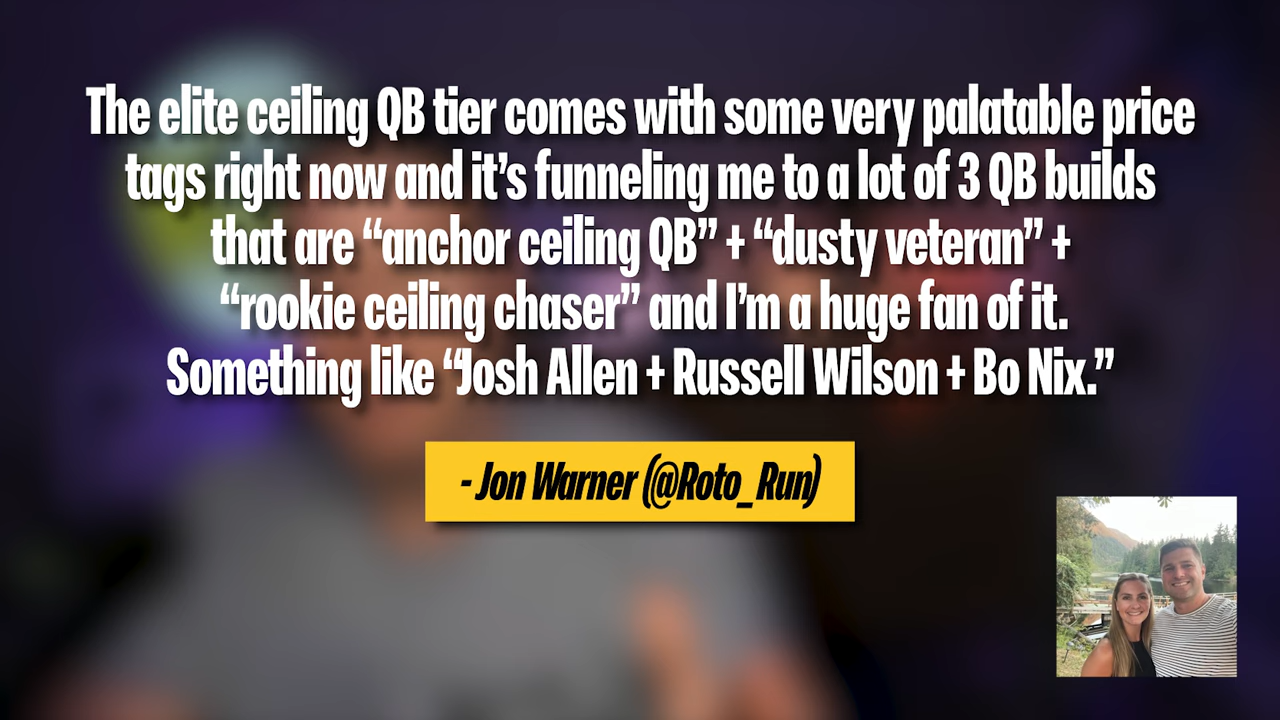 The elite ceiling QB tier comes with some very palatable price
tags right now and it’s funneling me to a lot of 3 QB builds
that are “anchor ceiling QB” + “dusty veteran” +
“rookie ceiling chaser” and I’m a huge fan of it.
Something like “Josh Allen + Russell Wilson + Bo Nix.”
- Jon Warner (@Roto_Run)